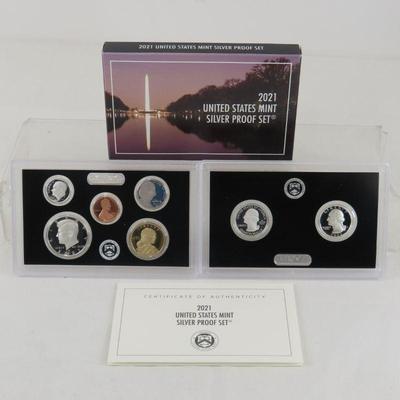 2021 UNITED STATES MINT SILVER PROOF SET
2021
UNITED STATES MINT
SILVER PROOF SET®
CERTIFICATE OF AUTHENTICITY
2021
UNITED STATES MINT
SILVER PROOF SET